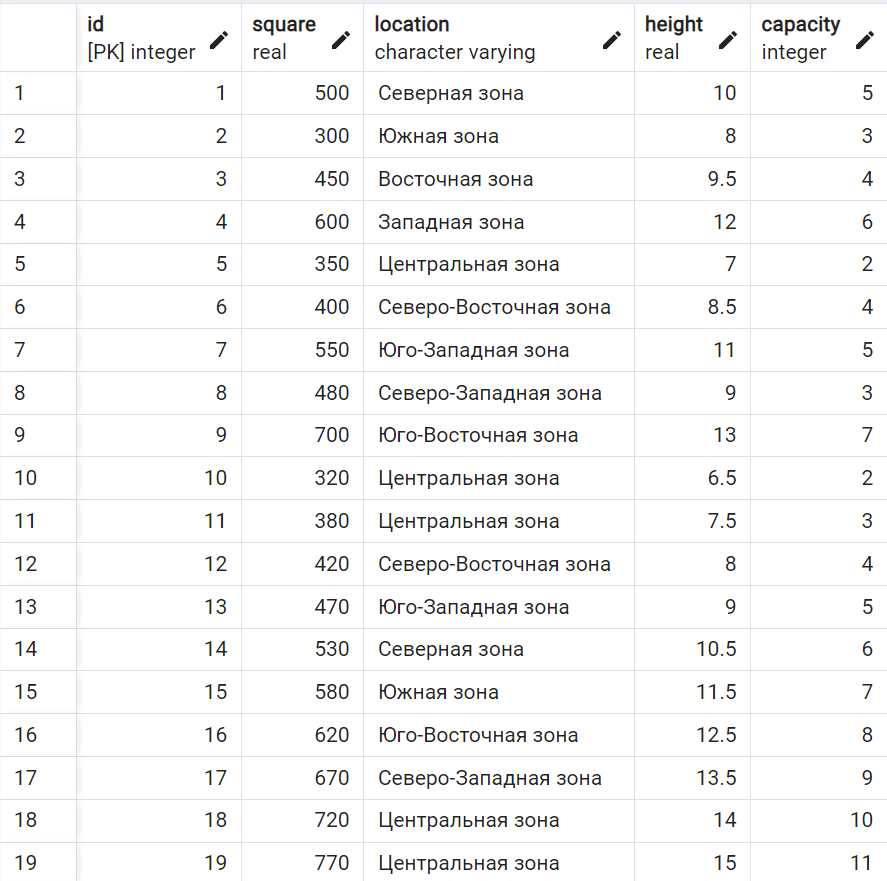 id square location height capacity
[PK] integer real character varying real integer
1 1 500 Северная зона 10 5
2 2 300 Южная зона 8 3
3 3 450 Восточная зона 9.5 4
4 4 600 Западная зона 12 6
5 5 350 Центральная зона 7 2
6 6 400 Северо-Восточная зона 8.5 4
7 7 550 Юго-Западная зона 11 5
8 8 480 Северо-Западная зона 9 3
9 9 700 Юго-Восточная зона 13 7
10 10 320 Центральная зона 6.5 2
11 11 380 Центральная зона 7.5 3
12 12 420 Северо-Восточная зона 8 4
13 13 470 Юго-Западная зона 9 5
14 14 530 Северная зона 10.5 6
15 15 580 Южная зона 11.5 7
16 16 620 Юго-Восточная зона 12.5 8
17 17 670 Северо-Западная зона 13.5 9
18 18 720 Центральная зона 14 10
19 19 770 Центральная зона 15 11